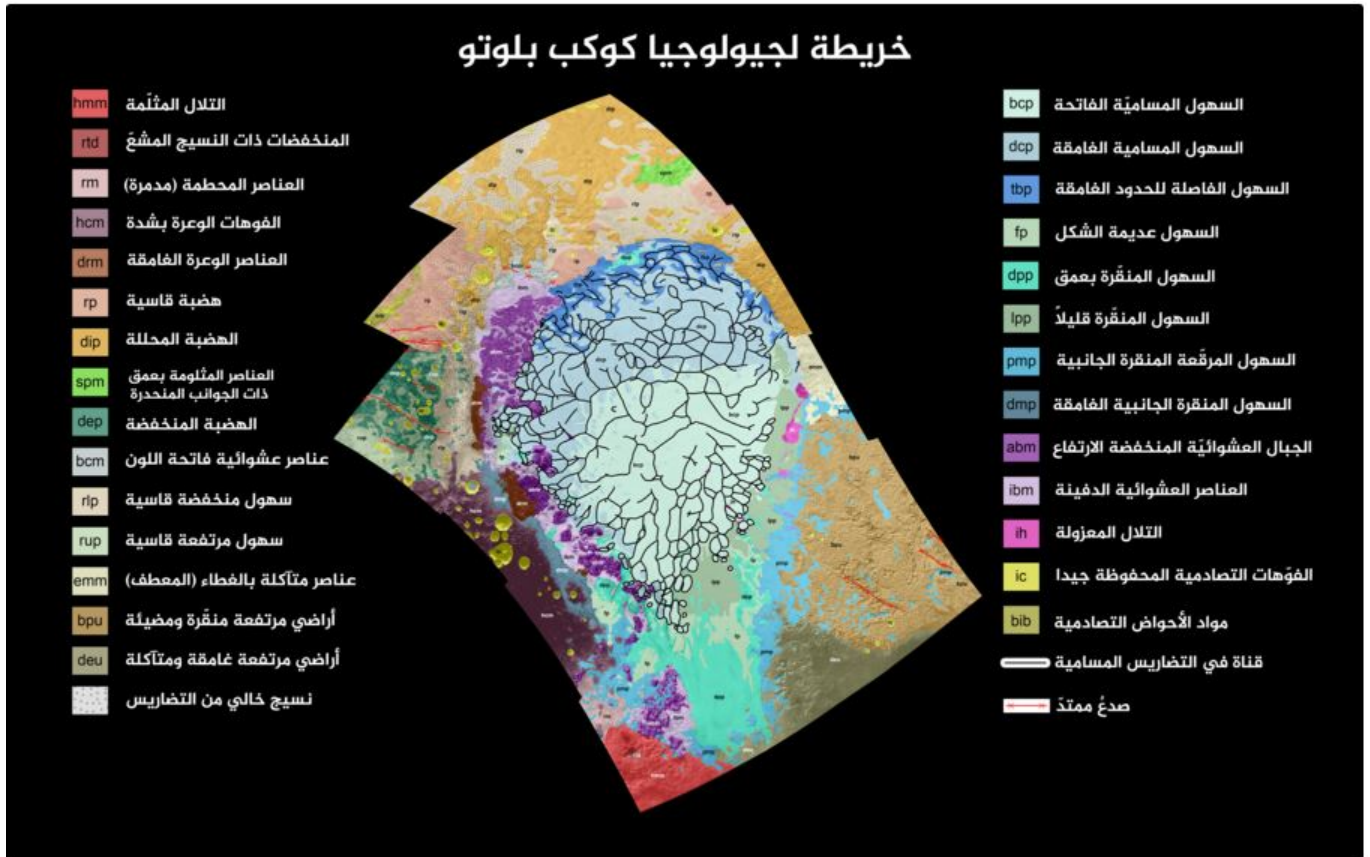 خريطة لجيولوجيا كوكب بلوتو
bcp السهول المساميّة الفاتحة
dcp السهول المسامية الغامقة
tbp السهول الفاصلة للحدود الغامقة
fp السهول عديمة الشكل
dpp السهول المنقّرة بعمق
lpp السهول المنقّرة قليلاً
pmp السهول المرقّعة المنقرة الجانبية
dmp السهول المنقرة الجانبية الغامقة
abm الجبال العشوائيّة المنخفضة الارتفاع
ibm العناصر العشوائية الدفينة
ih التلال المعزولة
ic الفوّهات التصادمية المحفوظة جيدا
bib مواد الأحواض التصادمية
قناة في التضاريس المسامية
صدعُ ممتدّ
hmm التلال المثلّمة
rtd المنخفضات ذات النسيج المشعّ
rm العناصر المحطمة (مدمرة)
hcm الفوهات الوعرة بشدة
drm العناصر الوعرة الغامقة
rp هضبة قاسية
dip الهضبة المحللة
spm العناصر المثلومة بعمق
ذات الجوانب المنحدرة
dep الهضبة المنخفضة
bcm عناصر عشوائية فاتحة اللون
rlp سهول منخفضة قاسية
rup سهول مرتفعة قاسية
emm عناصر متآكلة بالغطاء (المعطف)
bpu أراضي مرتفعة منقّرة ومضيئة
deu أراضي مرتفعة غامقة ومتآكلة
نسيج خالي من التضاريس